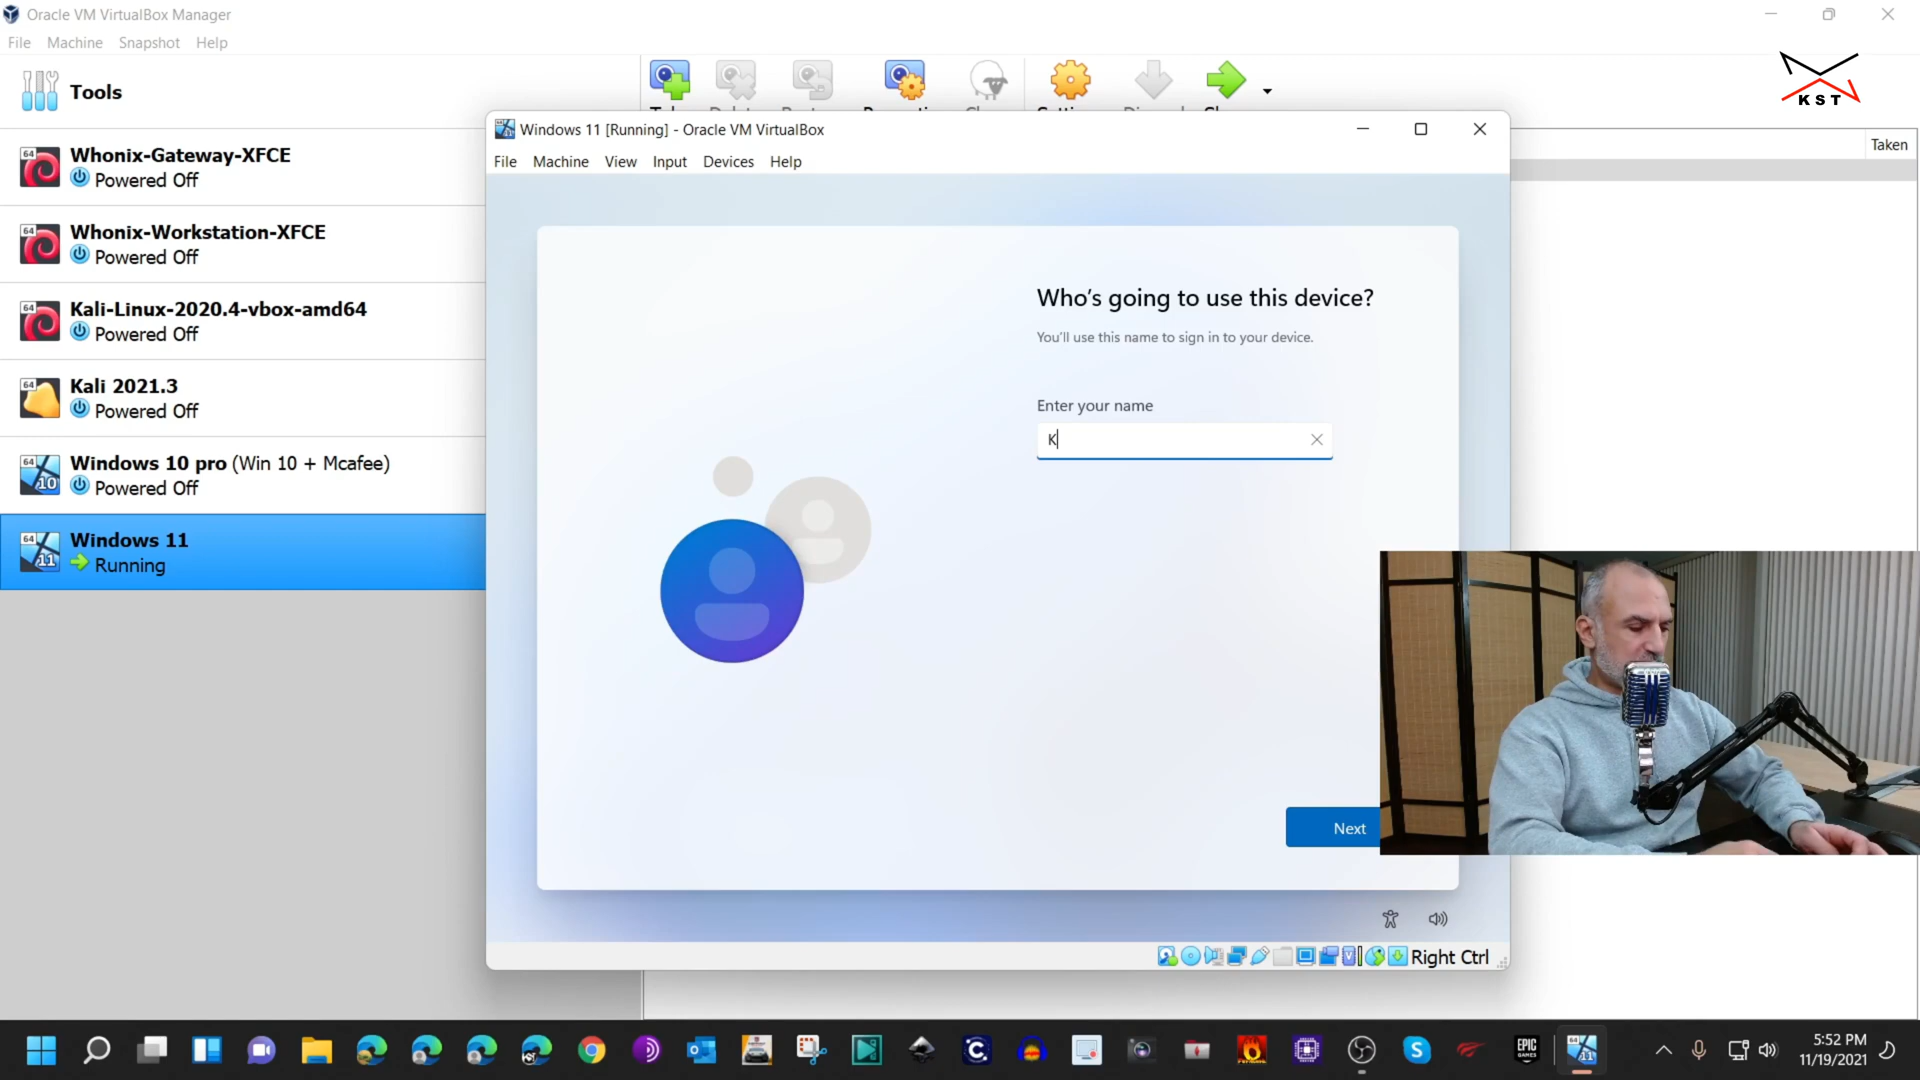 Oracle VM VirtualBox Manager
File Machine Snapshot Help
Tools
KST
Taken
Whonix-Gateway-XFCE
Powered Off
Whonix-Workstation-XFCE
Powered Off
Kali-Linux-2020.4-vbox-amd64
Powered Off
Kali 2021.3
Powered Off
Windows 10 pro (Win 10 + Mcafee)
Powered Off
Windows 11
Running
Windows 11 [Running] - Oracle VM VirtualBox
File Machine View Input Devices Help
Who's going to use this device?
You'll use this name to sign in to your device.
Enter your name
K
Next
Right Ctrl
5:52 PM
11/19/2021